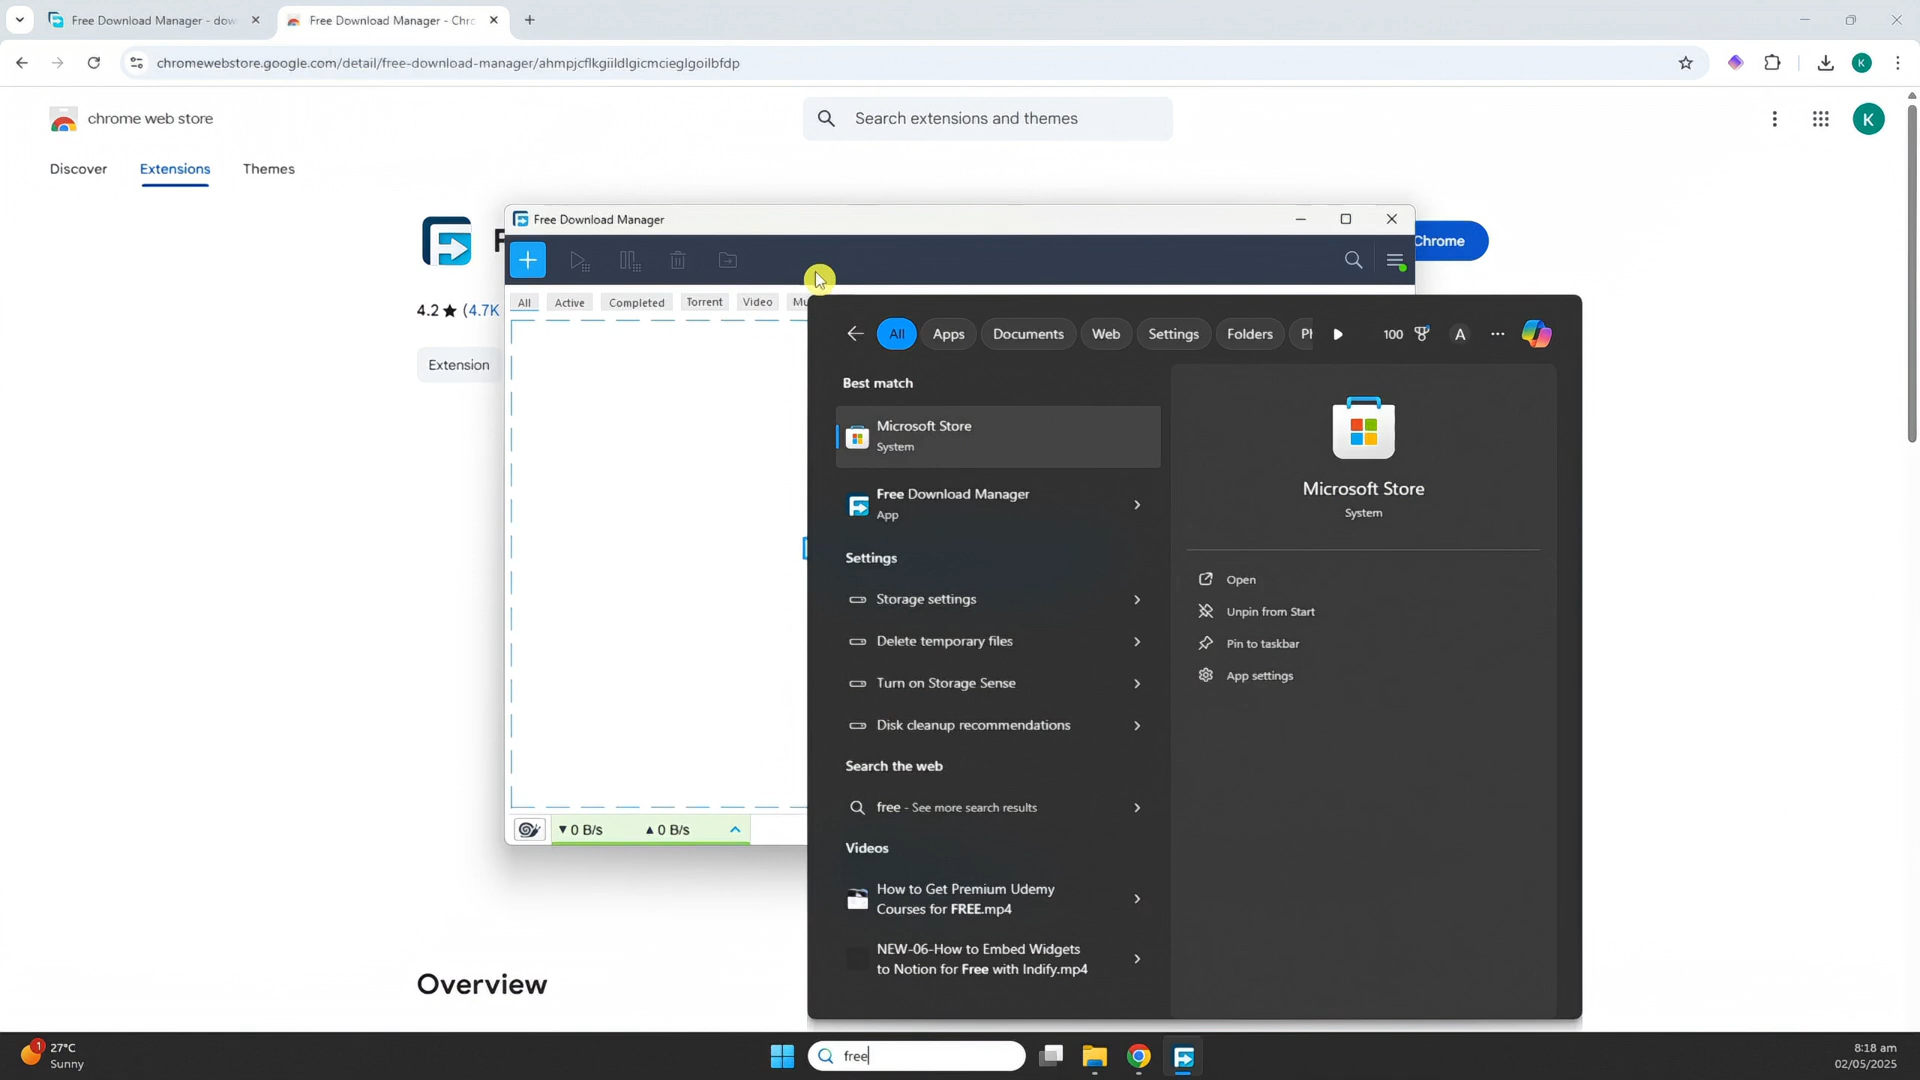 Free Download Manager - dow
Free Download Manager - Chro
chromewebstore.google.com/detail/free-download-manager/ahmpjcflkgiildlgicmcieglgoilbfdp
K
chrome web store
Search extensions and themes
K
Discover
Extensions
Themes
F
Chrome
4.2
(4.7K
Extension
Free Download Manager
All
Active
Completed
Torrent
Video
Mu
All
Apps
Documents
Web
Settings
Folders
Ph
100
A
Best match
Microsoft Store
System
Free Download Manager
App
Settings
Storage settings
Delete temporary files
Turn on Storage Sense
Disk cleanup recommendations
Search the web
free - See more search results
Videos
How to Get Premium Udemy
Courses for FREE.mp4
NEW-06-How to Embed Widgets
to Notion for Free with Indify.mp4
Microsoft Store
System
Open
Unpin from Start
Pin to taskbar
App settings
0 B/s
0 B/s
Overview
1
27°C
Sunny
free
8:18 am
02/05/2025